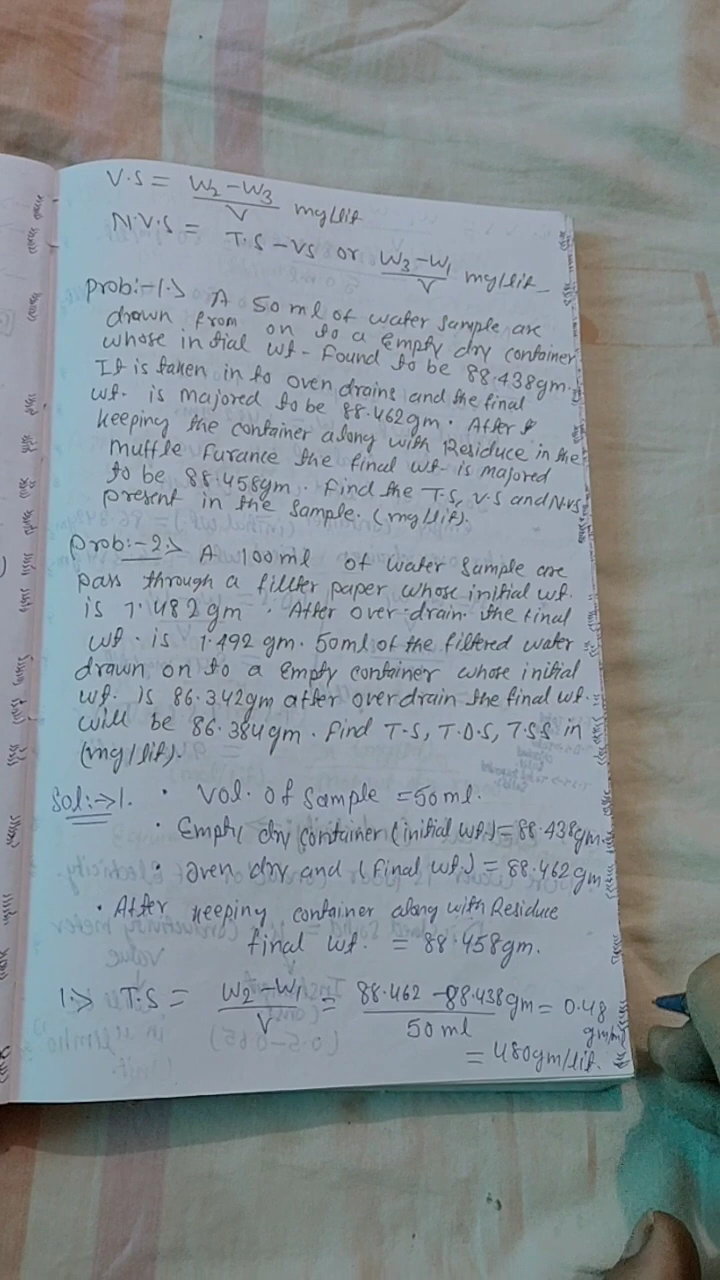 V.S = W₂ - W₃ / V mg/lit
N.V.S = T.S - VS or W₃ - W₁ / V mg/lit
Prob:-1:> A 50 ml of water sample are
drawn from on to a empty dry container
whose indial wt- found to be 88.438gm.
It is taken in to oven drains and the final
wt. is majored to be 88.462gm. After
keeping the container along with Residuce in the
muffle furance the final wt- is majored
to be 88.458gm. find the T.S, V.S and N.VS
present in the sample. (mg/lit).
Prob:-2:> A 100ml of water sample are
pass through a fillter paper whose initial wt.
is 1.482gm. After over-drain the final
wt. is 1.492 gm. 50ml of the filtered water
drawn on to a empty container whose initial
wt. is 86.342gm after over drain the final wt.
will be 86.384gm. find T.S, T.D.S, T.SS in
(mg/lit).
Sol:->1. • Vol. of sample = 50 ml.
• Empty dry container (initial wt.) = 88.438gm.
• Oven dry and (final wt.) = 88.462gm
• After keeping container along with Residuce
final wt. = 88.458gm.
1:> T.S = W₂ - W₁ / V = 88.462 - 88.438gm / 50 ml = 0.48 gm/ml
= 480gm/lit.